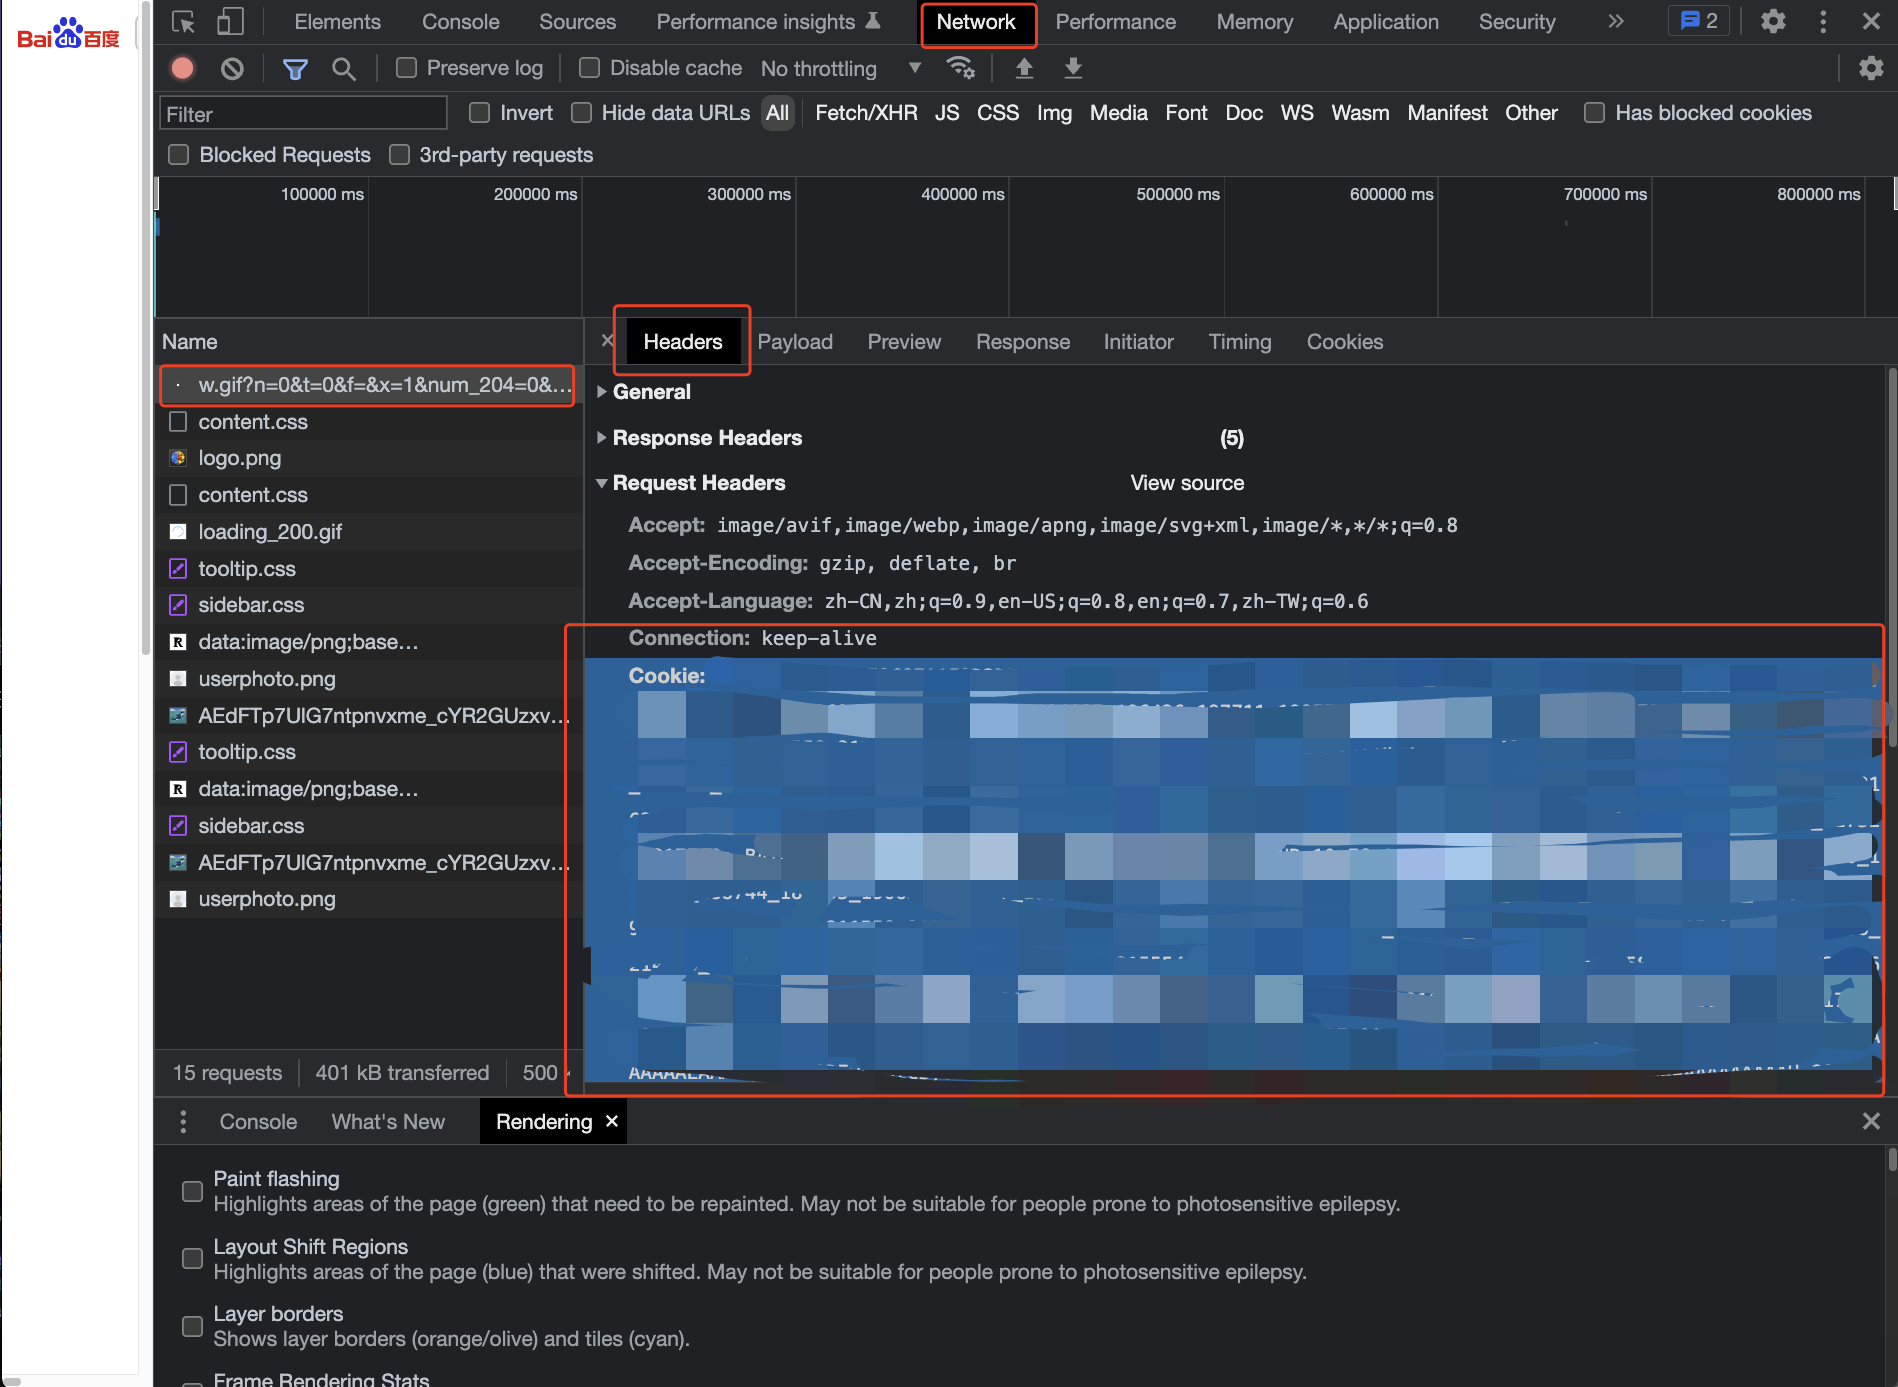 Bai du 百度
Elements Console Sources Performance insights Network Performance Memory Application Security 2
Preserve log Disable cache No throttling
Filter Invert Hide data URLs All Fetch/XHR JS CSS Img Media Font Doc WS Wasm Manifest Other Has blocked cookies
Blocked Requests 3rd-party requests
100000 ms 200000 ms 300000 ms 400000 ms 500000 ms 600000 ms 700000 ms 800000 ms
Name
w.gif?n=0&t=0&f=&x=1&num_204=0&...
content.css
logo.png
content.css
loading_200.gif
tooltip.css
sidebar.css
data:image/png;base...
userphoto.png
AEdFTp7UIG7ntpnvxme_cYR2GUzxv...
tooltip.css
data:image/png;base...
sidebar.css
AEdFTp7UIG7ntpnvxme_cYR2GUzxv...
userphoto.png
15 requests 401 kB transferred 500
Headers Payload Preview Response Initiator Timing Cookies
General
Response Headers (5)
Request Headers View source
Accept: image/avif,image/webp,image/apng,image/svg+xml,image/*,*/*;q=0.8
Accept-Encoding: gzip, deflate, br
Accept-Language: zh-CN,zh;q=0.9,en-US;q=0.8,en;q=0.7,zh-TW;q=0.6
Connection: keep-alive
Cookie:
Console What's New Rendering
Paint flashing
Highlights areas of the page (green) that need to be repainted. May not be suitable for people prone to photosensitive epilepsy.
Layout Shift Regions
Highlights areas of the page (blue) that were shifted. May not be suitable for people prone to photosensitive epilepsy.
Layer borders
Shows layer borders (orange/olive) and tiles (cyan).
Frame Rendering Stats